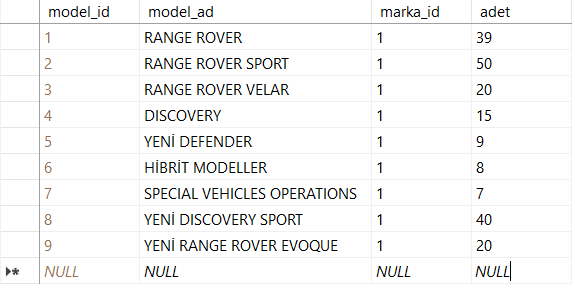 model_id model_ad marka_id adet
1 RANGE ROVER 1 39
2 RANGE ROVER SPORT 1 50
3 RANGE ROVER VELAR 1 20
4 DISCOVERY 1 15
5 YENİ DEFENDER 1 9
6 HİBRİT MODELLER 1 8
7 SPECIAL VEHICLES OPERATIONS 1 7
8 YENİ DISCOVERY SPORT 1 40
9 YENİ RANGE ROVER EVOQUE 1 20
NULL NULL NULL NULL